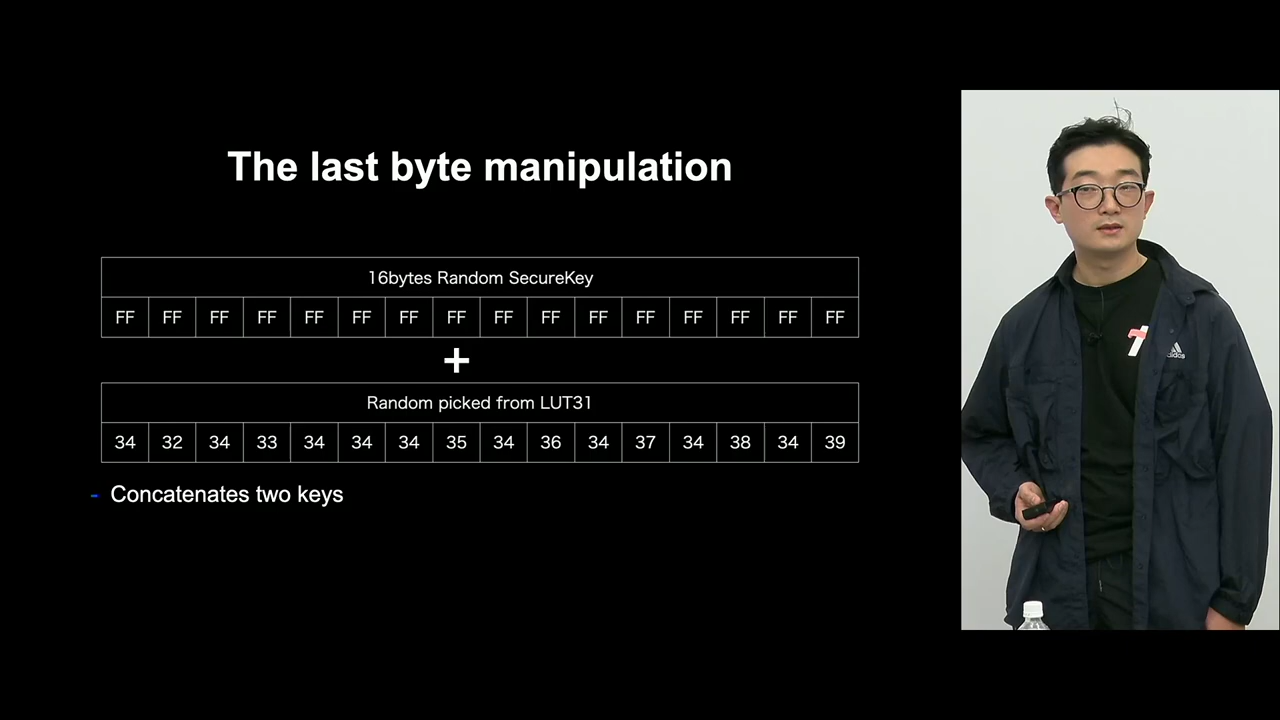 The last byte manipulation
16bytes Random SecureKey
FF FF FF FF FF FF FF FF FF FF FF FF FF FF FF FF
+
Random picked from LUT31
34 32 34 33 34 34 34 35 34 36 34 37 34 38 34 39
- Concatenates two keys
adidas